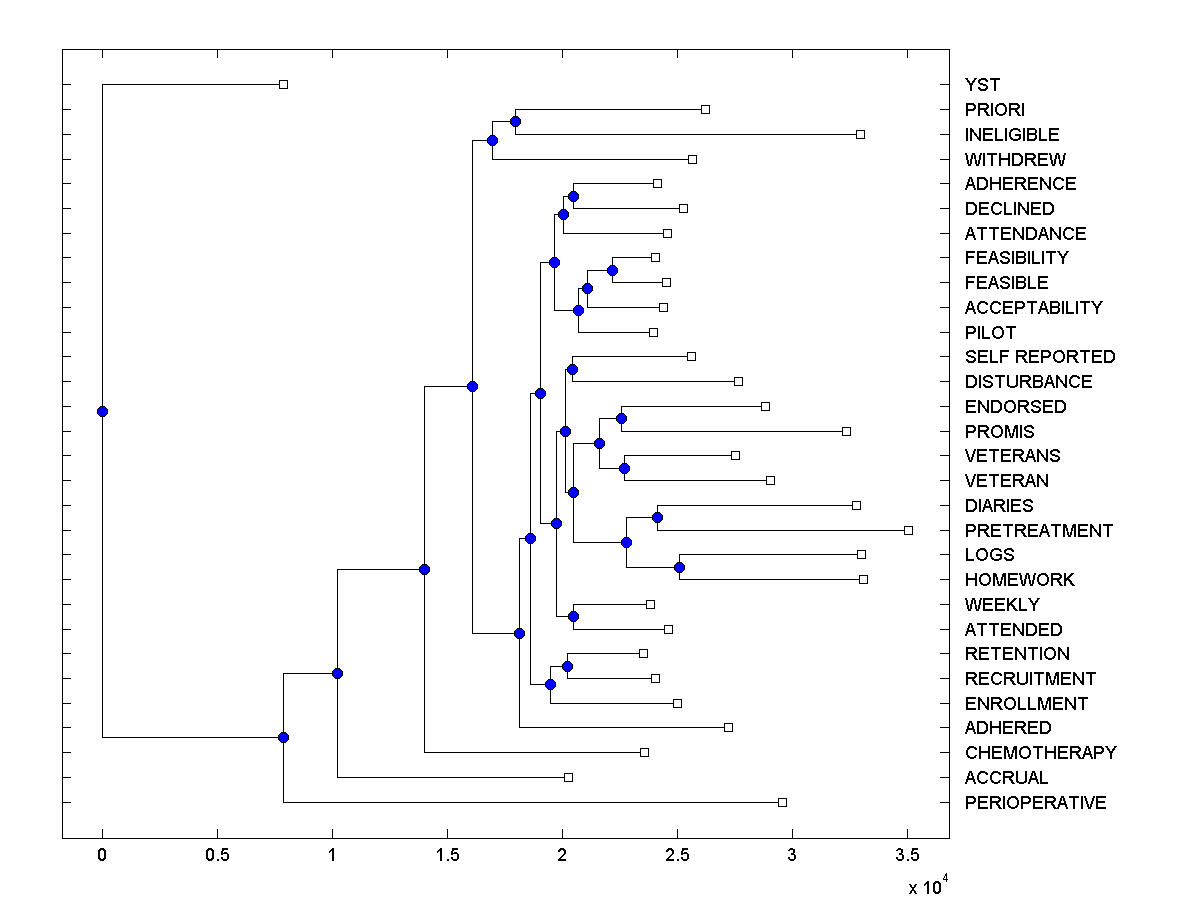 YST
PRIORI
INELIGIBLE
WITHDREW
ADHERENCE
DECLINED
ATTENDANCE
FEASIBILITY
FEASIBLE
ACCEPTABILITY
PILOT
SELF REPORTED
DISTURBANCE
ENDORSED
PROMIS
VETERANS
VETERAN
DIARIES
PRETREATMENT
LOGS
HOMEWORK
WEEKLY
ATTENDED
RETENTION
RECRUITMENT
ENROLLMENT
ADHERED
CHEMOTHERAPY
ACCRUAL
PERIOPERATIVE
0 0.5 1 1.5 2 2.5 3 3.5
x 10^4